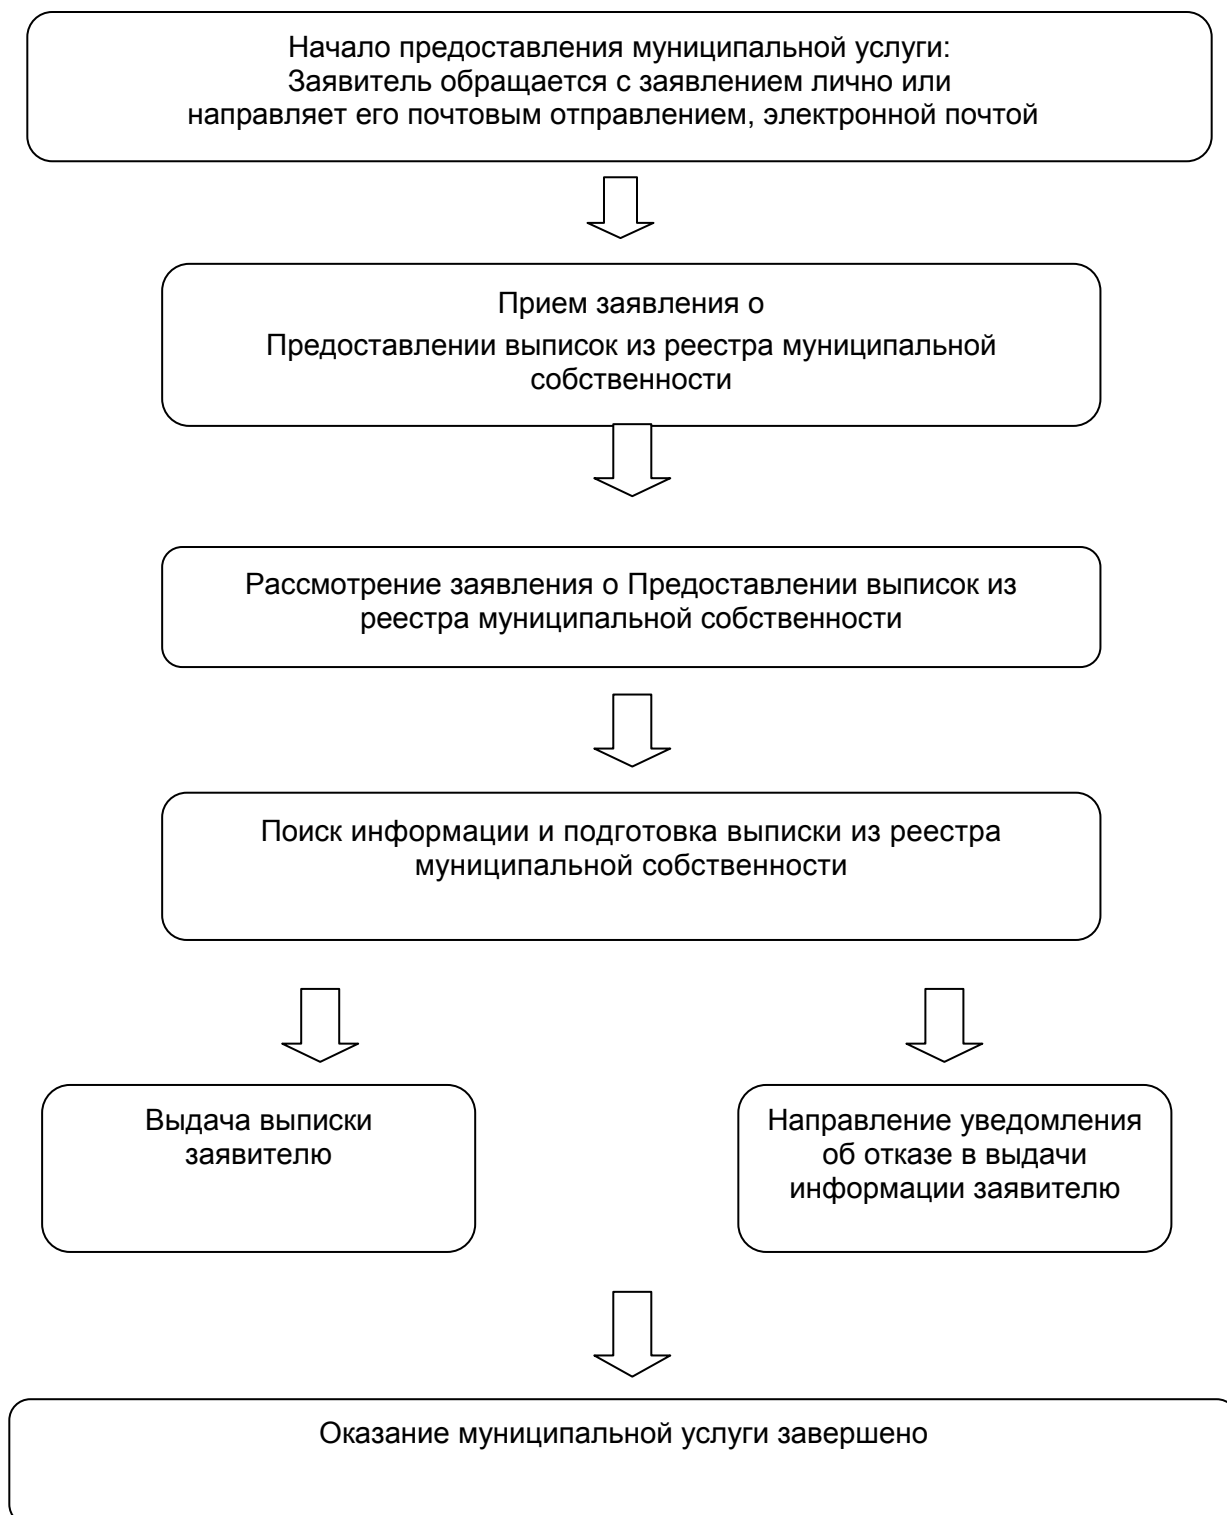 Начало предоставления муниципальной услуги:
Заявитель обращается с заявлением лично или
направляет его почтовым отправлением, электронной почтой
Прием заявления о
Предоставлении выписок из реестра муниципальной
собственности
Рассмотрение заявления о Предоставлении выписок из
реестра муниципальной собственности
Поиск информации и подготовка выписки из реестра
муниципальной собственности
Выдача выписки
заявителю
Направление уведомления
об отказе в выдачи
информации заявителю
Оказание муниципальной услуги завершено